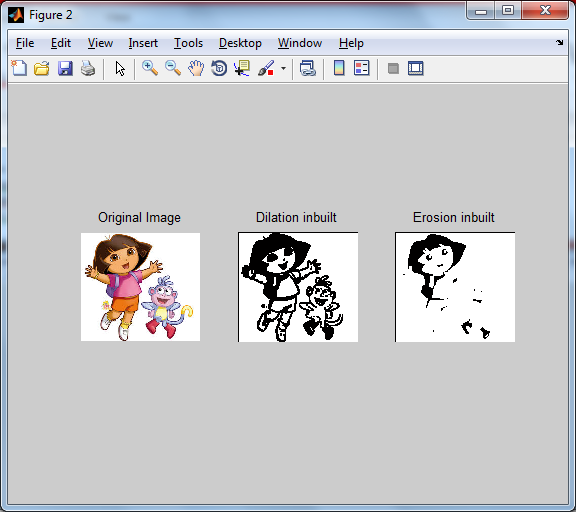 Figure 2
File Edit View Insert Tools Desktop Window Help
Original Image Dilation inbuilt Erosion inbuilt